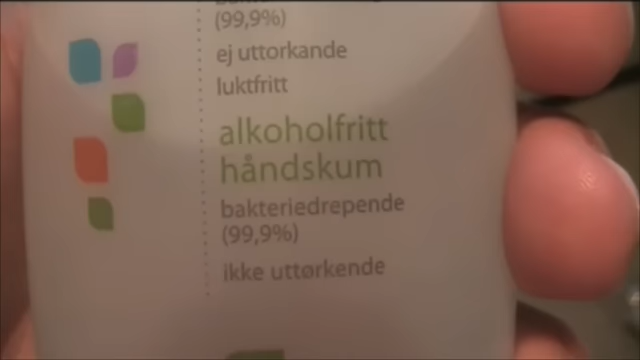 (99,9%)
ej uttorkande
luktfritt
alkoholfritt
håndskum
bakteriedrepende
(99,9%)
ikke uttørkende